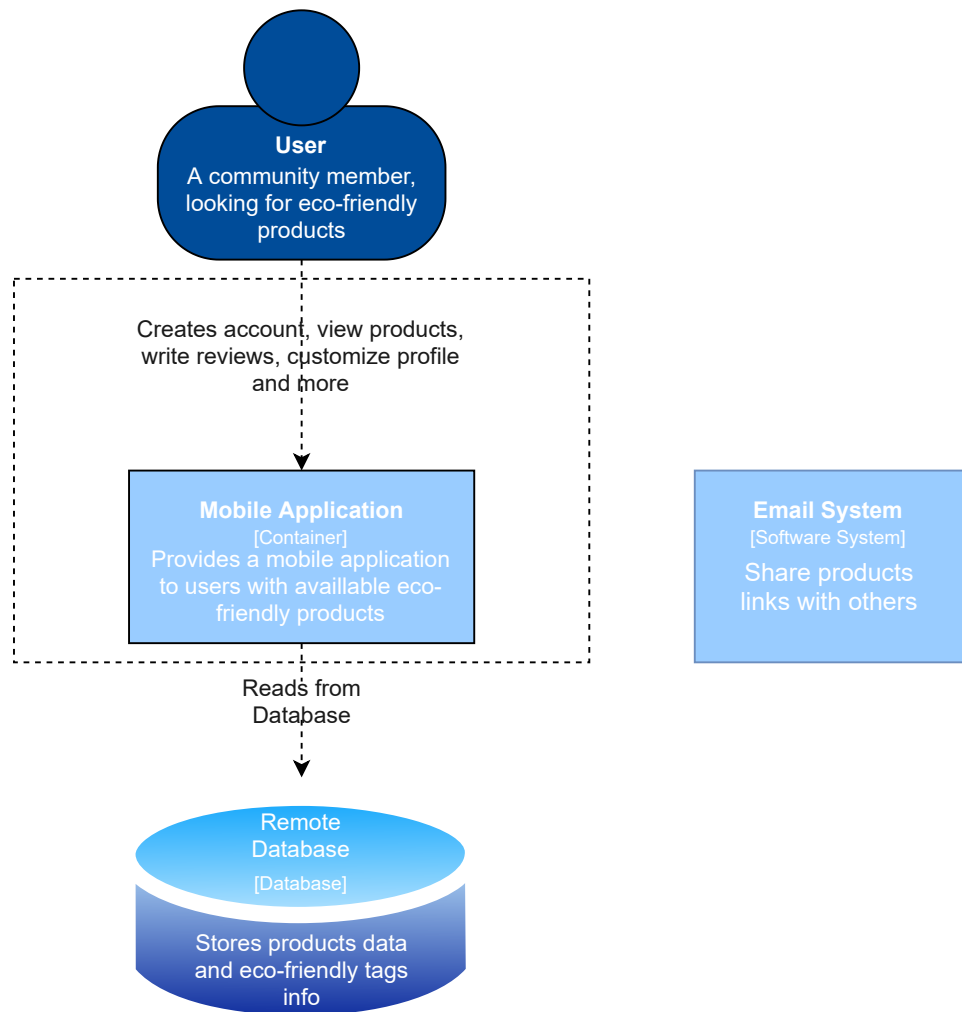 User
A community member,
looking for eco-friendly
products
Creates account, view products,
write reviews, customize profile
and more
Mobile Application
[Container]
Provides a mobile application
to users with availlable eco-
friendly products
Email System
[Software System]
Share products
links with others
Reads from
Database
Remote
Database
[Database]
Stores products data
and eco-friendly tags
info